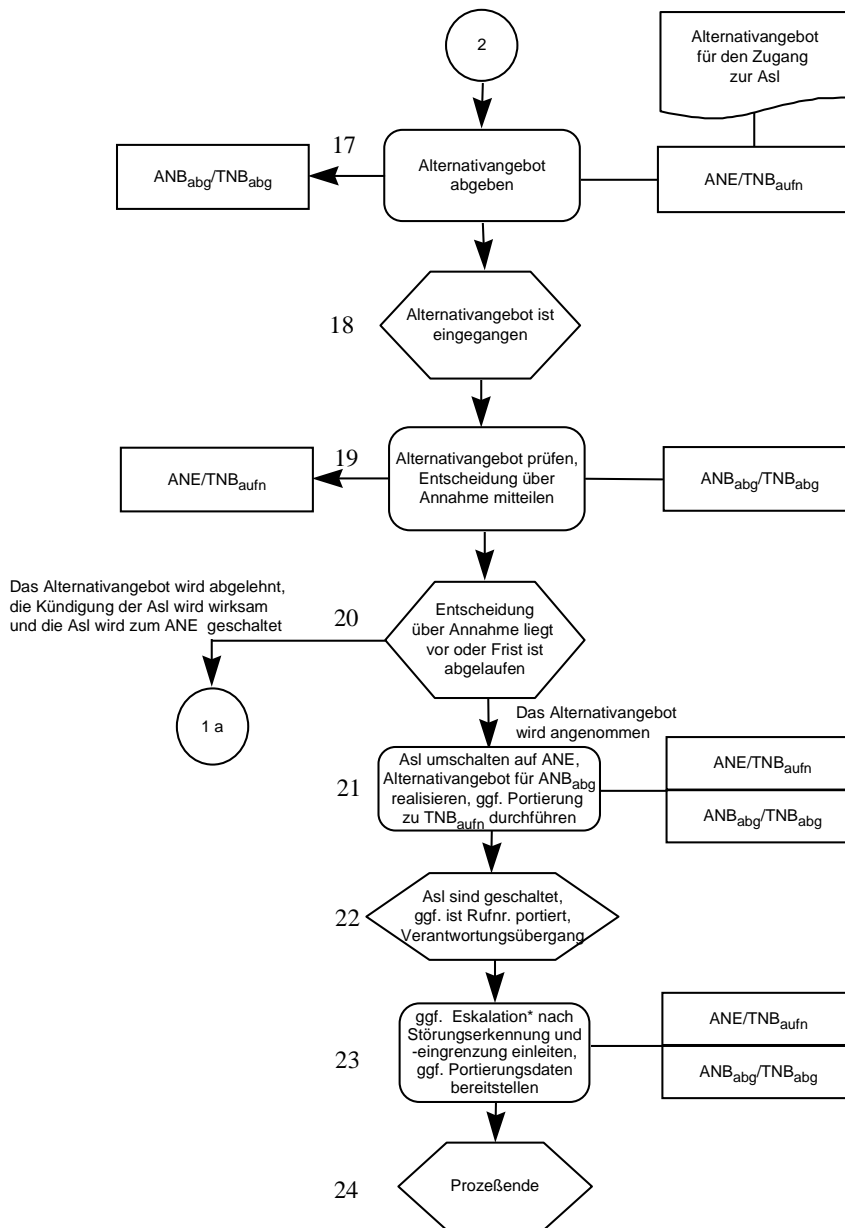 2
Alternativangebot
für den Zugang
zur Asl
17
ANBabg/TNBabg
Alternativangebot
abgeben
ANE/TNBaufn
18
Alternativangebot ist
eingegangen
19
ANE/TNBaufn
Alternativangebot prüfen,
Entscheidung über
Annahme mitteilen
ANBabg/TNBabg
Das Alternativangebot wird abgelehnt,
die Kündigung der Asl wird wirksam
und die Asl wird zum ANE geschaltet
20
Entscheidung
über Annahme liegt
vor oder Frist ist
abgelaufen
1 a
Das Alternativangebot
wird angenommen
21
Asl umschalten auf ANE,
Alternativangebot für ANBabg
realisieren, ggf. Portierung
zu TNBaufn durchführen
ANE/TNBaufn
ANBabg/TNBabg
22
Asl sind geschaltet,
ggf. ist Rufnr. portiert,
Verantwortungsübergang
23
ggf. Eskalation* nach
Störungserkennung und
-eingrenzung einleiten,
ggf. Portierungsdaten
bereitstellen
ANE/TNBaufn
ANBabg/TNBabg
24
Prozeßende